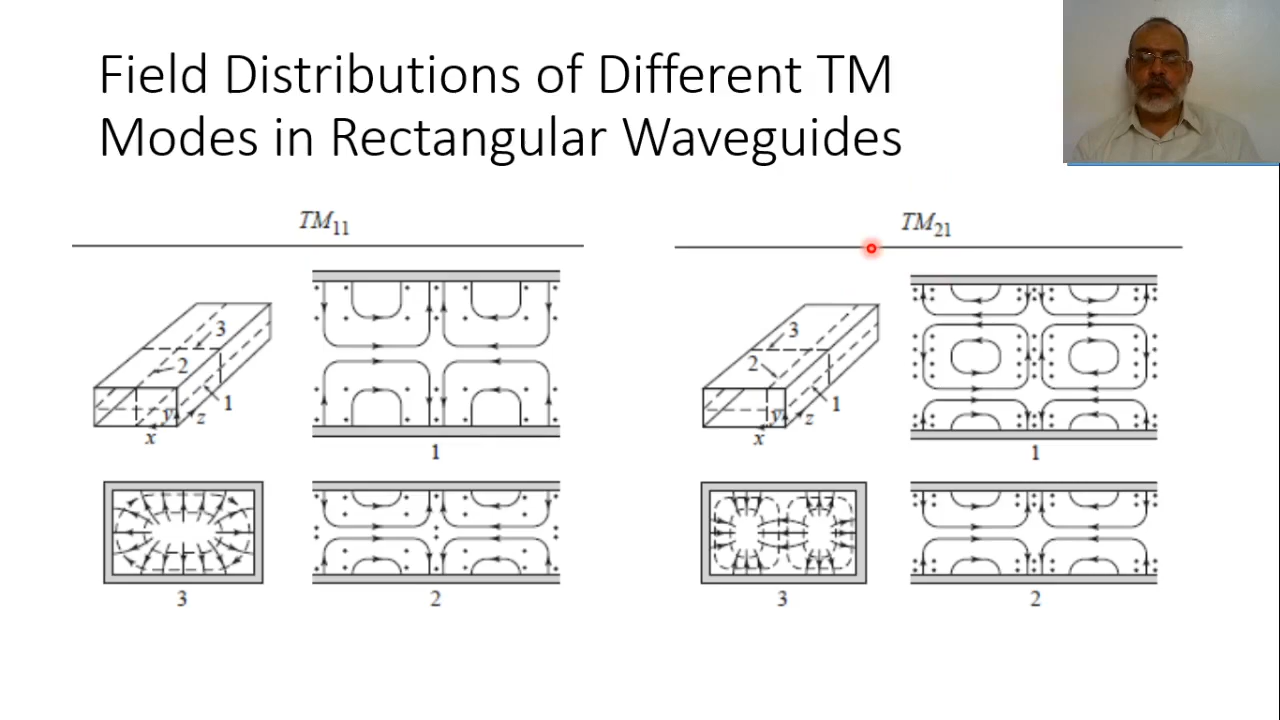 Field Distributions of Different TM
Modes in Rectangular Waveguides
TM11
3
2
1
y
z
x
1
3
2
TM21
3
2
1
y
z
x
1
3
2